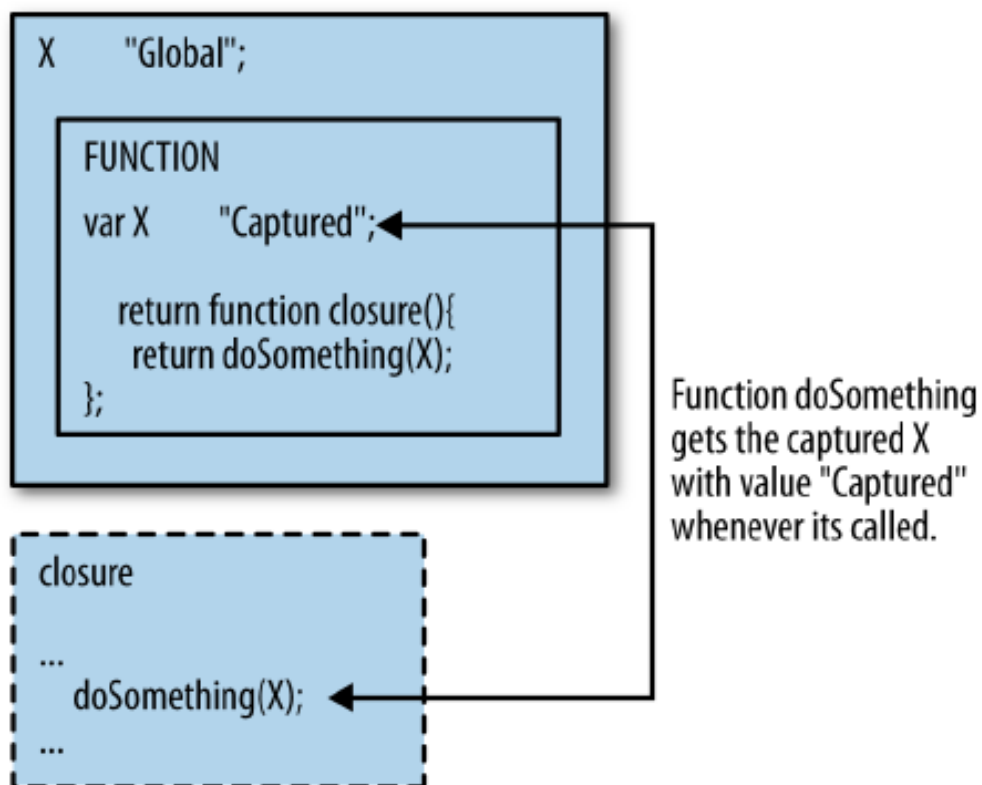 X "Global";
FUNCTION
var X "Captured";
return function closure(){
return doSomething(X);
};
Function doSomething
gets the captured X
with value "Captured"
whenever its called.
closure
...
doSomething(X);
...